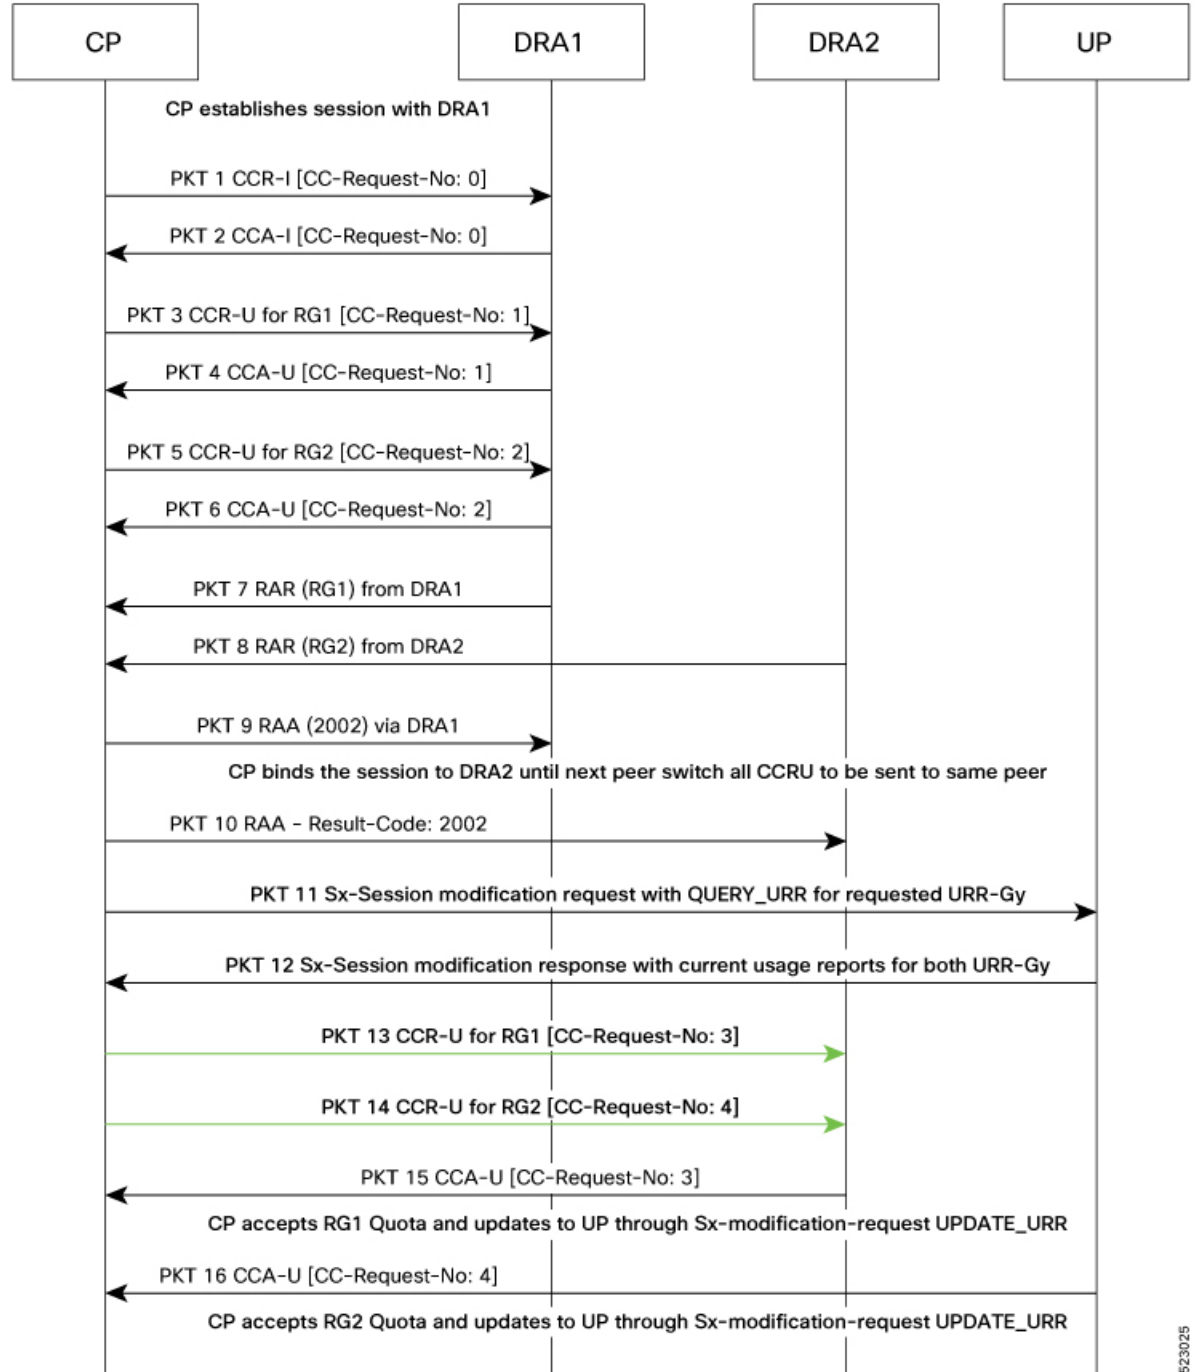 CP
DRA1
DRA2
UP
CP establishes session with DRA1
PKT 1 CCR-I [CC-Request-No: 0]
PKT 2 CCA-I [CC-Request-No: 0]
PKT 3 CCR-U for RG1 [CC-Request-No: 1]
PKT 4 CCA-U [CC-Request-No: 1]
PKT 5 CCR-U for RG2 [CC-Request-No: 2]
PKT 6 CCA-U [CC-Request-No: 2]
PKT 7 RAR (RG1) from DRA1
PKT 8 RAR (RG2) from DRA2
PKT 9 RAA (2002) via DRA1
CP binds the session to DRA2 until next peer switch all CCRU to be sent to same peer
PKT 10 RAA - Result-Code: 2002
PKT 11 Sx-Session modification request with QUERY_URR for requested URR-Gy
PKT 12 Sx-Session modification response with current usage reports for both URR-Gy
PKT 13 CCR-U for RG1 [CC-Request-No: 3]
PKT 14 CCR-U for RG2 [CC-Request-No: 4]
PKT 15 CCA-U [CC-Request-No: 3]
CP accepts RG1 Quota and updates to UP through Sx-modification-request UPDATE_URR
PKT 16 CCA-U [CC-Request-No: 4]
CP accepts RG2 Quota and updates to UP through Sx-modification-request UPDATE_URR
523025